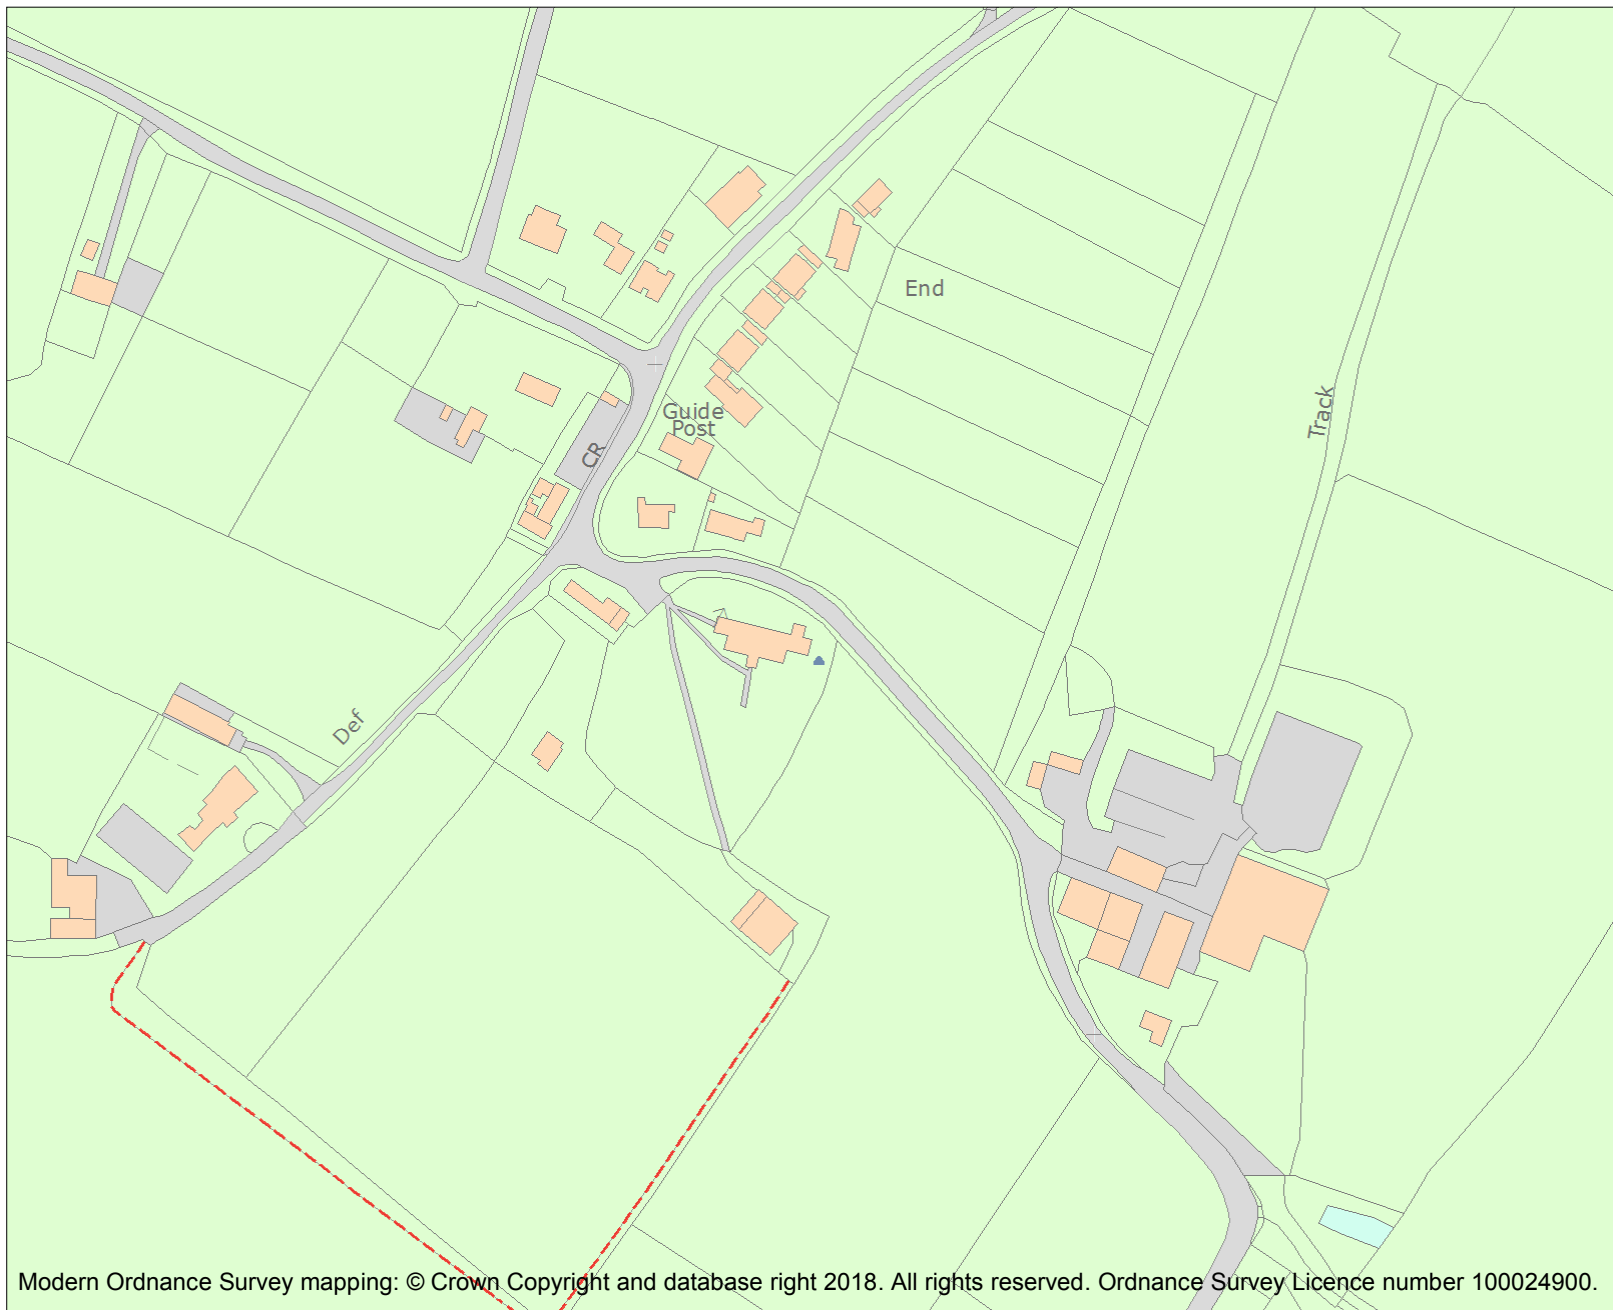 End
Track
Guide
Post
CR
Def
Modern Ordnance Survey mapping: © Crown Copyright and database right 2018. All rights reserved. Ordnance Survey Licence number 100024900.